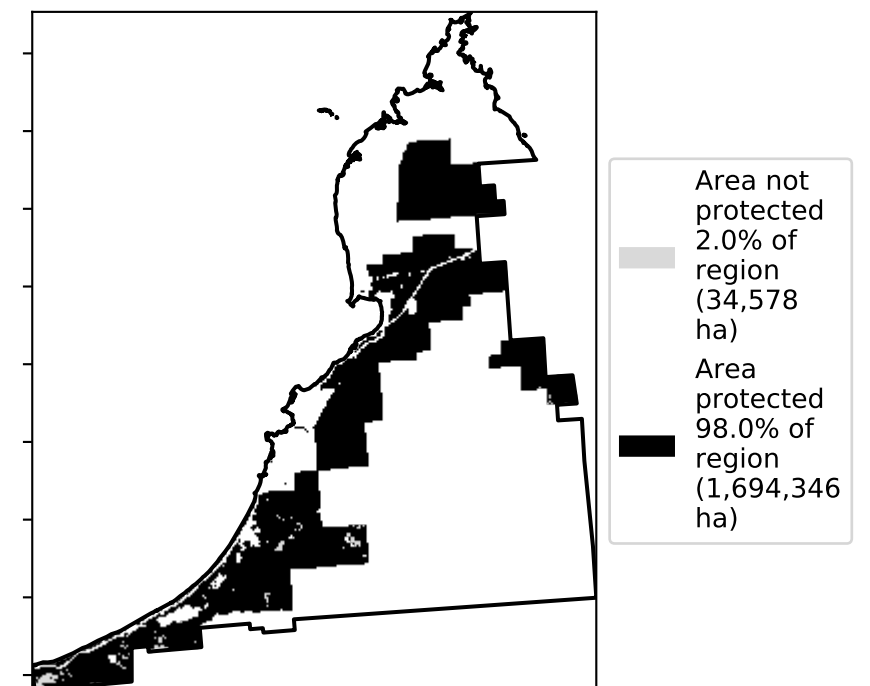 Area not
protected
2.0% of
region
(34,578
ha)
Area
protected
98.0% of
region
(1,694,346
ha)